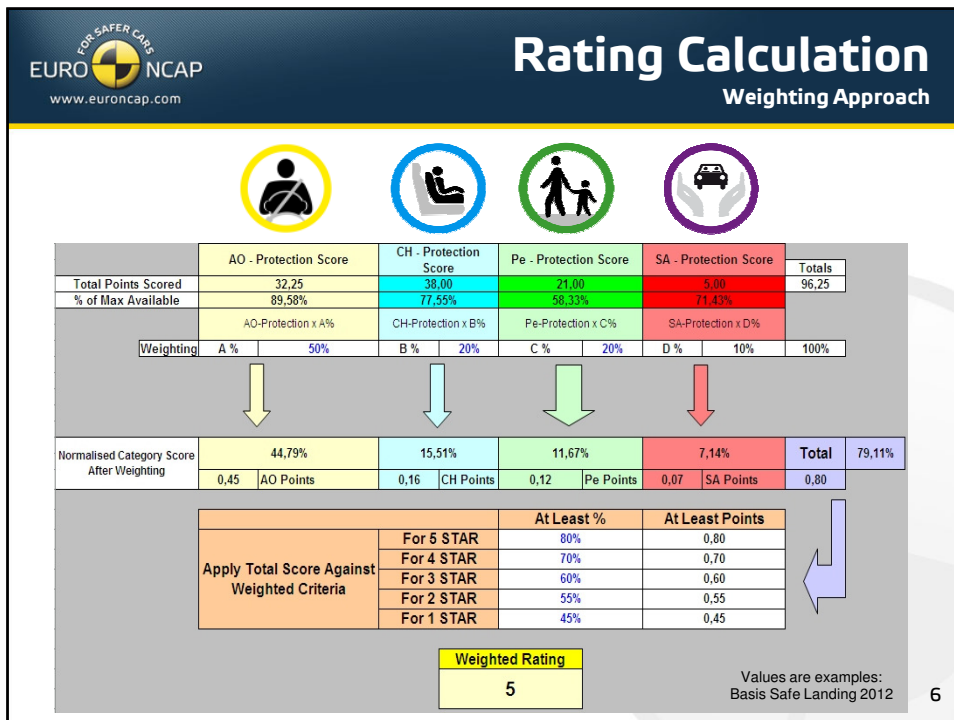 FOR SAFER CARS
EURO NCAP
www.euroncap.com
Rating Calculation
Weighting Approach
AO - Protection Score
CH - Protection Score
Pe - Protection Score
SA - Protection Score
Totals
Total Points Scored 32,25 38,00 21,00 5,00 96,25
% of Max Available 89,58% 77,55% 58,33% 71,43%
AO-Protection x A% CH-Protection x B% Pe-Protection x C% SA-Protection x D%
Weighting A % 50% B % 20% C % 20% D % 10% 100%
Normalised Category Score
After Weighting
44,79% 15,51% 11,67% 7,14% Total 79,11%
0,45 AO Points 0,16 CH Points 0,12 Pe Points 0,07 SA Points 0,80
At Least % At Least Points
Apply Total Score Against
Weighted Criteria
For 5 STAR 80% 0,80
For 4 STAR 70% 0,70
For 3 STAR 60% 0,60
For 2 STAR 55% 0,55
For 1 STAR 45% 0,45
Weighted Rating
5
Values are examples:
Basis Safe Landing 2012
6